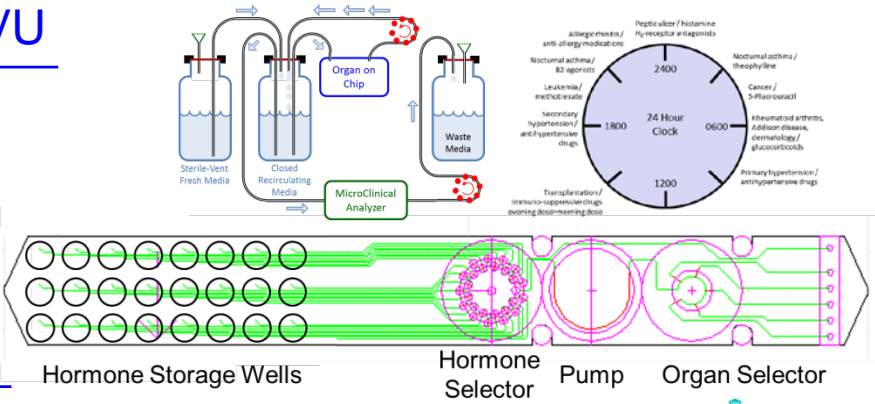 VU
Sterile-Vent
Fresh Media
Closed
Recirculating
Media
Organ on
Chip
MicroClinical
Analyzer
Waste
Media
Peptic ulcer / histamine
H₂-receptor antagonists
Allergic rhinitis /
anti-allergy medications
Nocturnal asthma /
B2-agonists
Leukemia /
methotrexate
Secondary
hypertension /
antihypertensive
drugs
Transplantation /
immuno-suppressive drugs
evening dose>morning dose
Nocturnal asthma /
theophylline
Cancer /
5-Fluorouracil
Rheumatoid arthritis,
Addison disease,
dermatology /
glucocorticoids
Primary hypertension /
antihypertensive drugs
2400
1800
24 Hour
Clock
0600
1200
Hormone Storage Wells
Hormone
Selector
Pump
Organ Selector